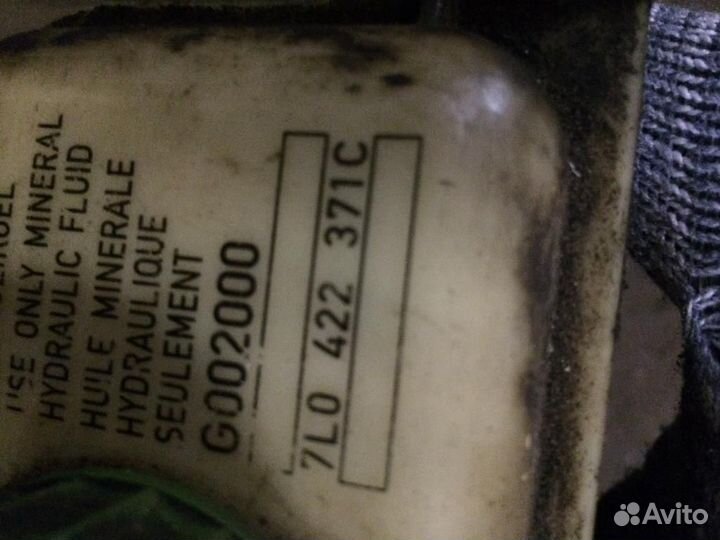 USE ONLY MINERAL
HYDRAULIC FLUID
HUILE MINERALE
HYDRAULIQUE
SEULEMENT
G002000
7L0 422 371C
Avito